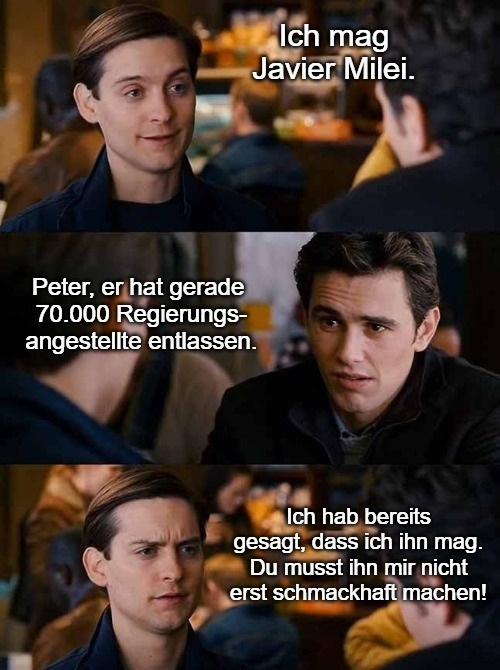 Ich mag
Javier Milei.
Peter, er hat gerade
70.000 Regierungs-
angestellte entlassen.
Ich hab bereits
gesagt, dass ich ihn mag.
Du musst ihn mir nicht
erst schmackhaft machen!